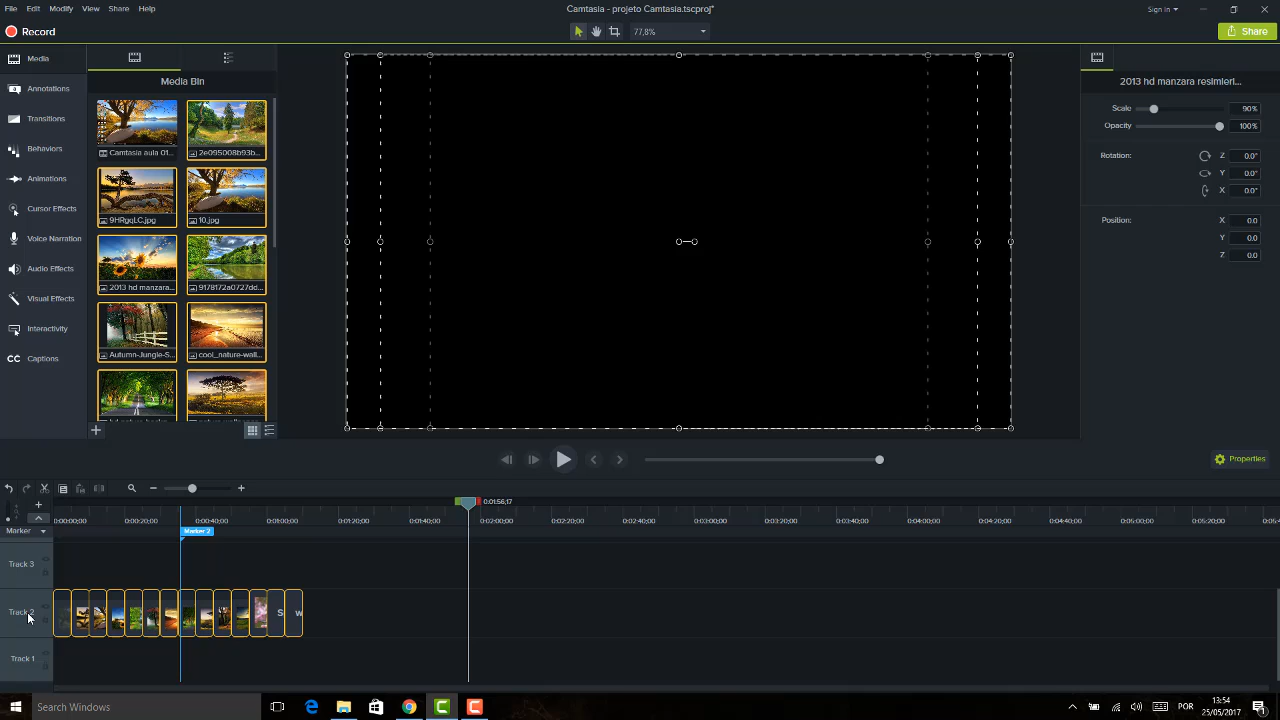 File Edit Modify View Share Help
Camtasia - projeto Camtasia.tscproj*
Sign in
Record
77,8%
Share
Media
Annotations
Transitions
Behaviors
Animations
Cursor Effects
Voice Narration
Audio Effects
Visual Effects
Interactivity
CC Captions
Media Bin
Camtasia aula 01...
2e095008b93b...
9HRgqLC.jpg
10.jpg
2013 hd manzara...
9178172a0727dd...
Autumn-Jungle-S...
cool_nature-wall...
2013 hd manzara resimleri...
Scale 90%
Opacity 100%
Rotation: Z 0.0°
Y 0.0°
X 0.0°
Position: X 0.0
Y 0.0
Z 0.0
Properties
0:01:56;17
0:00:00;00 0:00:20;00 0:00:40;00 0:01:00;00 0:01:20;00 0:01:40;00 0:02:00;00 0:02:20;00 0:02:40;00 0:03:00;00 0:03:20;00 0:03:40;00 0:04:00;00 0:04:20;00 0:04:40;00 0:05:00;00 0:05:20;00
Marker
Marker 2
Track 3
Track 2
S w
Track 1
Search Windows
POR
13:54
25/05/2017